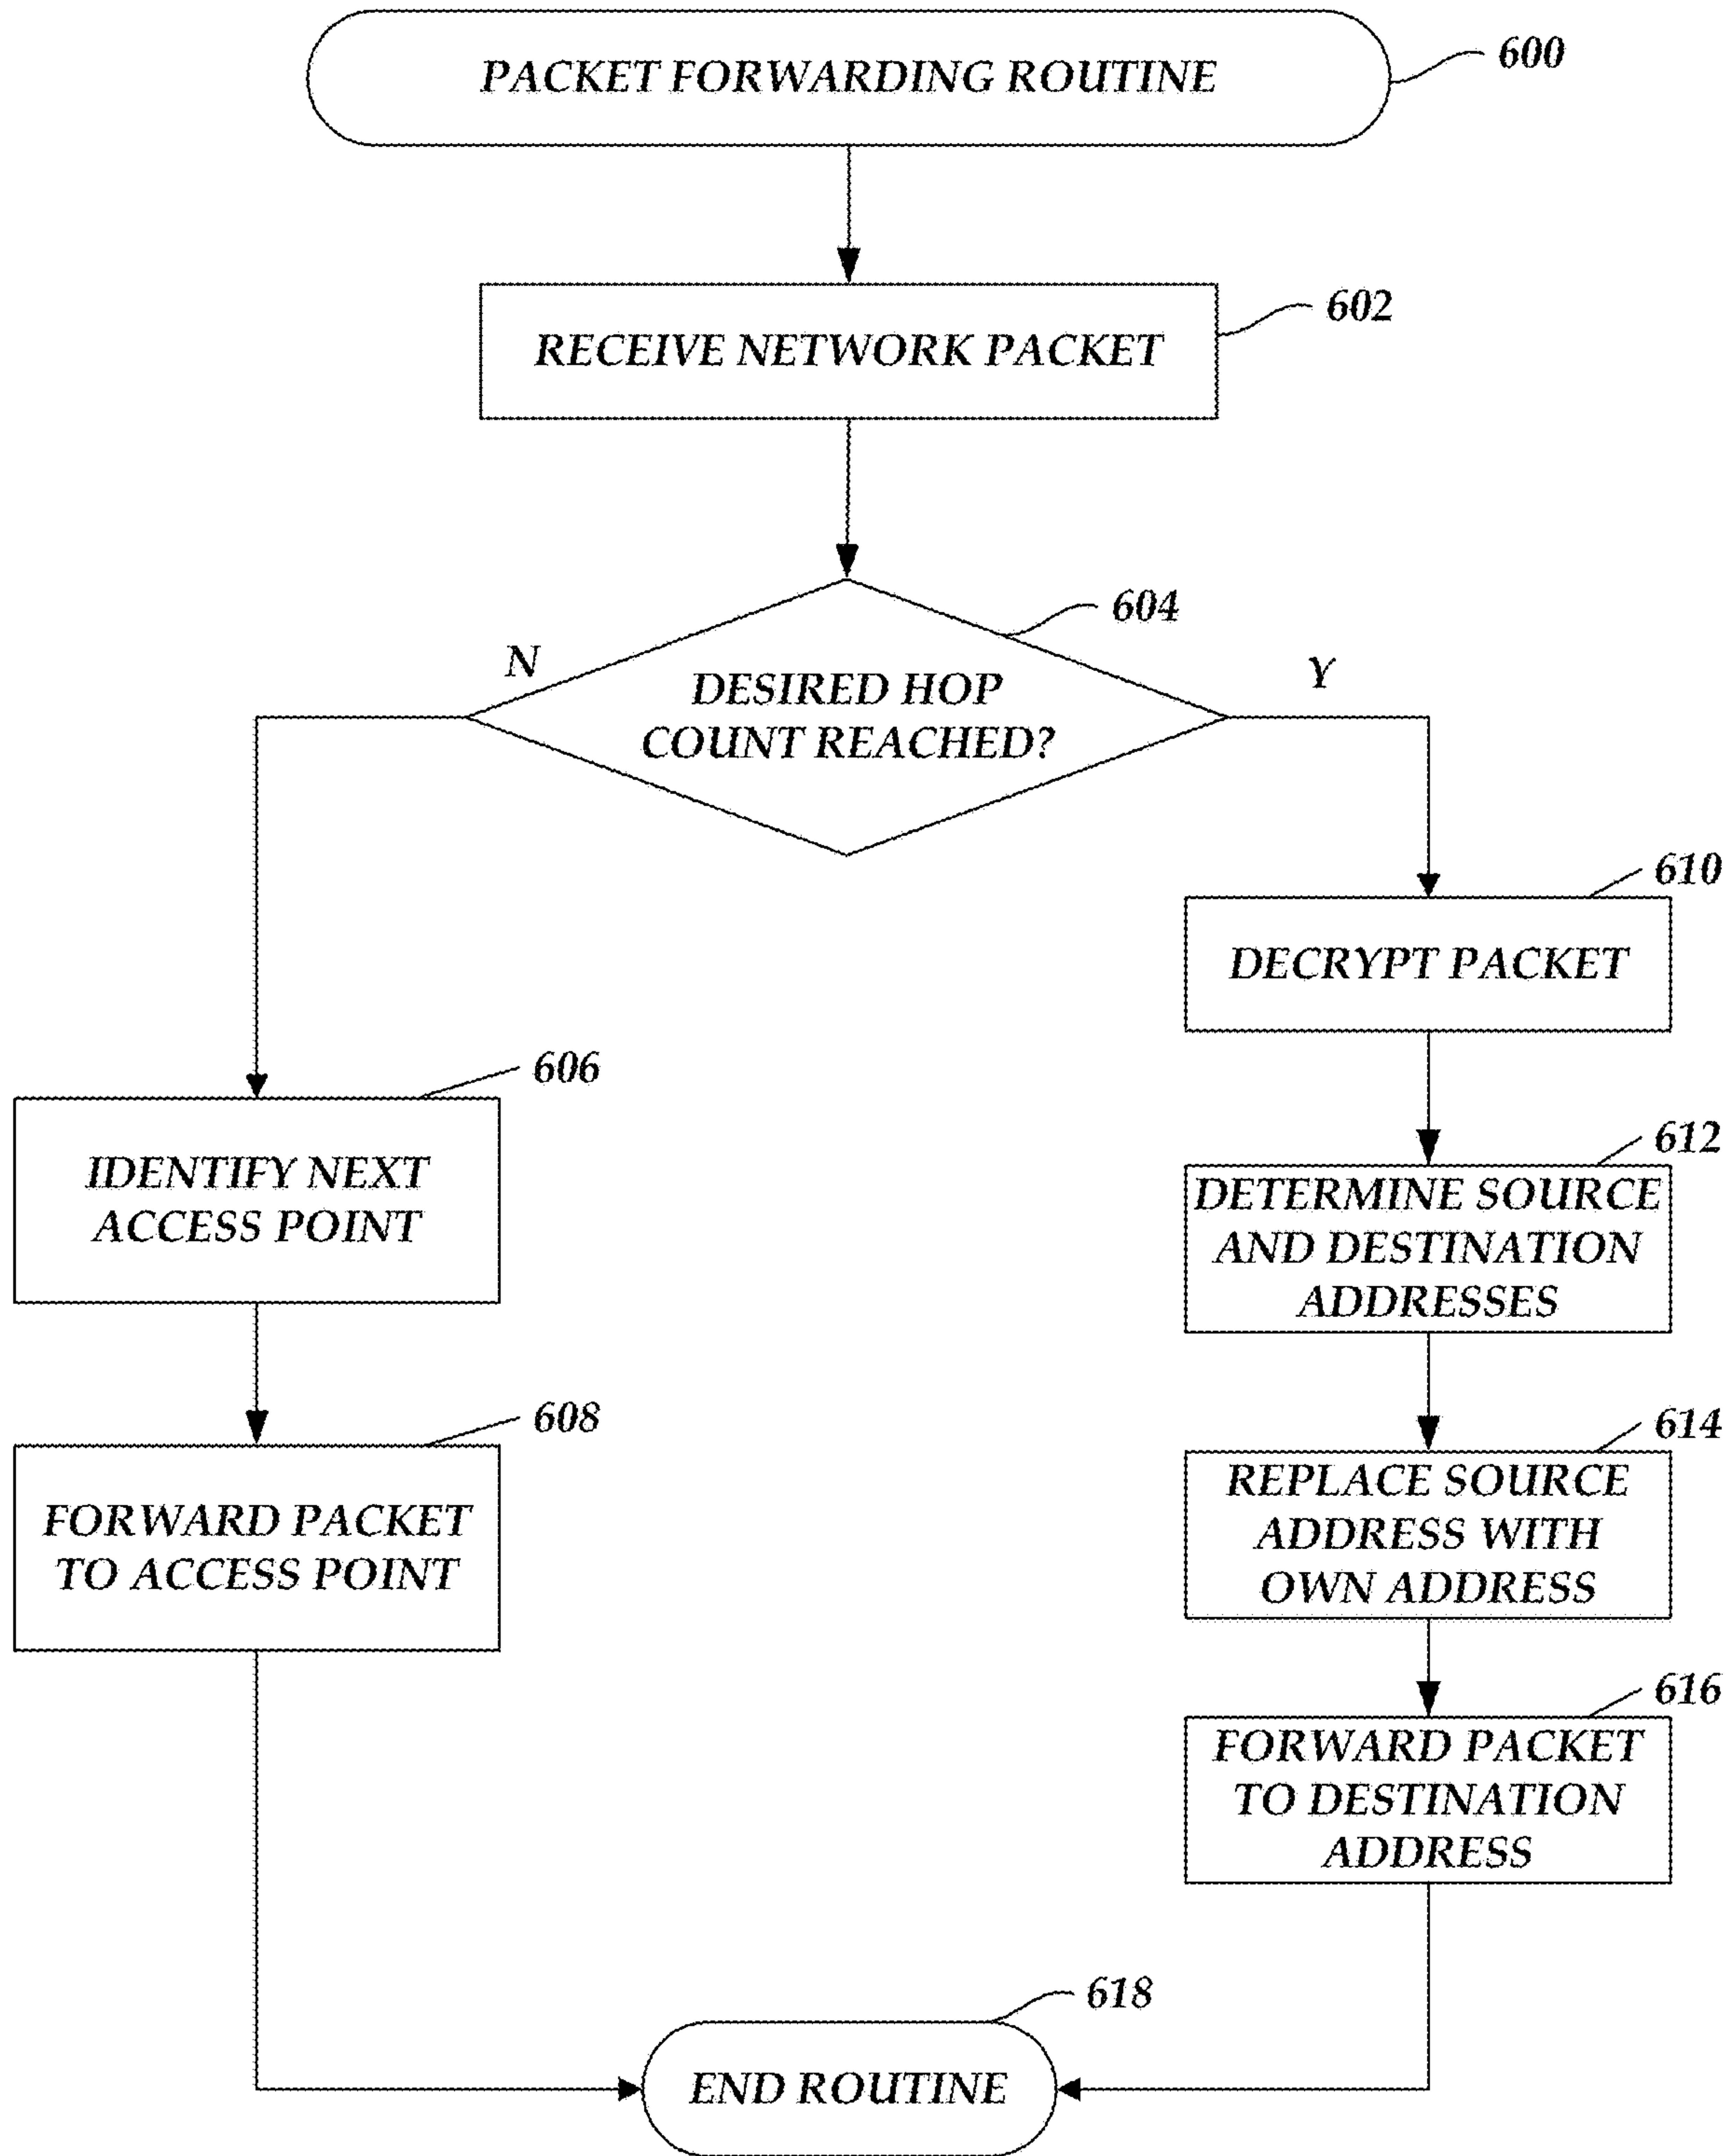 PACKET FORWARDING ROUTINE
600
RECEIVE NETWORK PACKET
602
604
N
Y
DESIRED HOP
COUNT REACHED?
610
DECRYPT PACKET
606
IDENTIFY NEXT
ACCESS POINT
612
DETERMINE SOURCE
AND DESTINATION
ADDRESSES
608
FORWARD PACKET
TO ACCESS POINT
614
REPLACE SOURCE
ADDRESS WITH
OWN ADDRESS
616
FORWARD PACKET
TO DESTINATION
ADDRESS
618
END ROUTINE